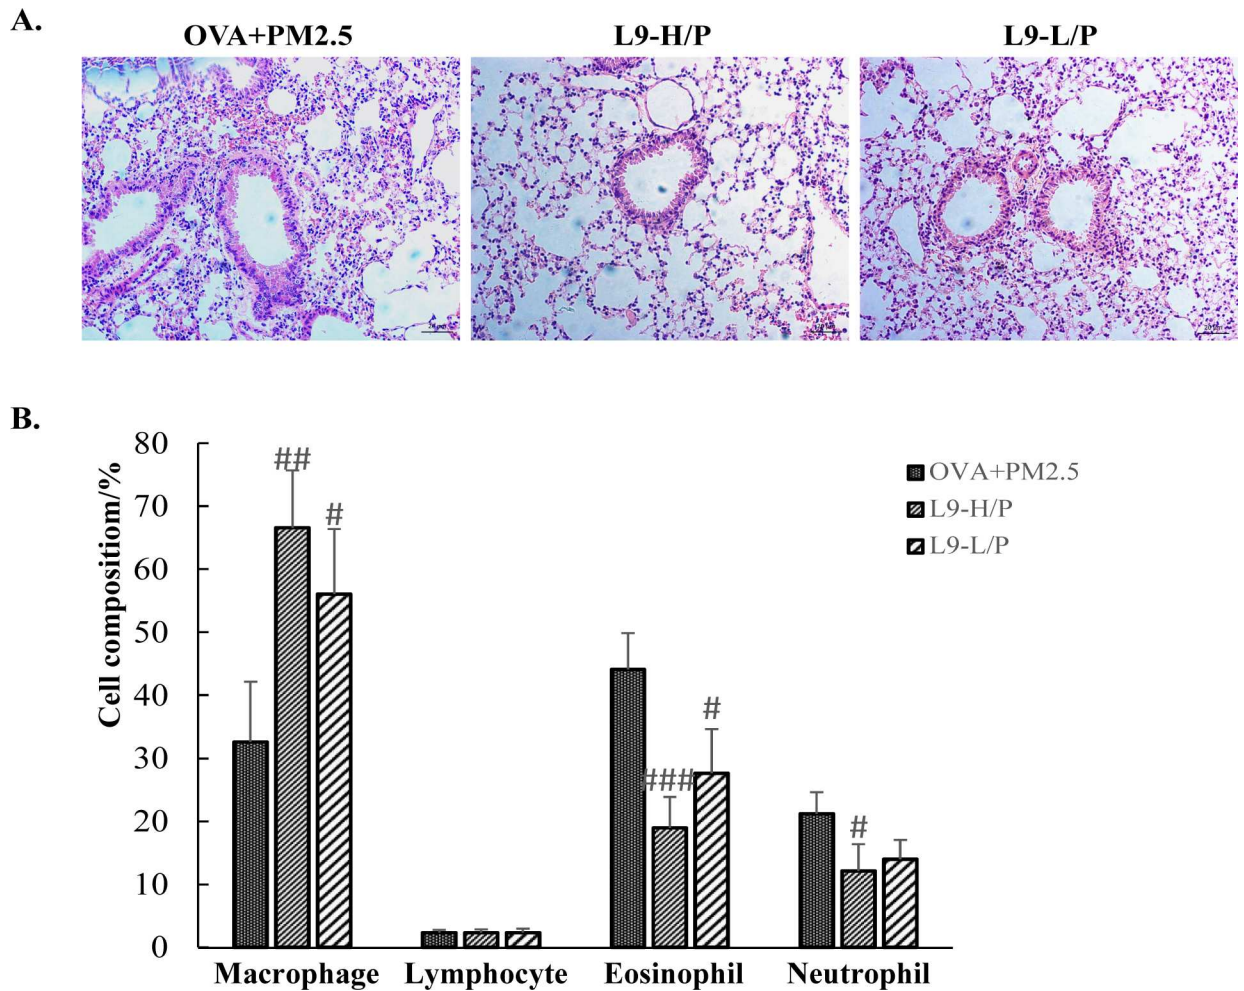 A.
OVA+PM2.5
L9-H/P
L9-L/P
B.
Cell compositiom/%
80
70
60
50
40
30
20
10
0
##
#
###
#
#
OVA+PM2.5
L9-H/P
L9-L/P
Macrophage
Lymphocyte
Eosinophil
Neutrophil